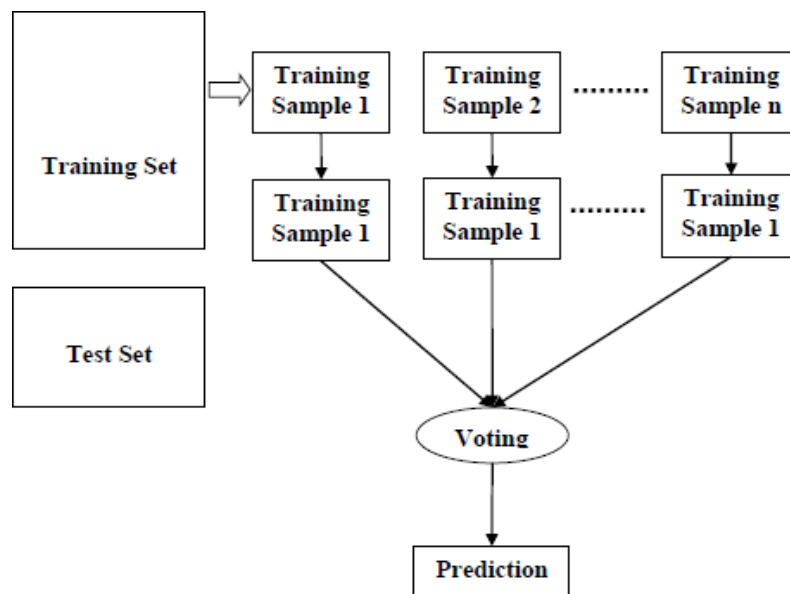 Training Set
Training
Sample 1
Training
Sample 2
.........
Training
Sample n
Training
Sample 1
Training
Sample 1
.........
Training
Sample 1
Test Set
Voting
Prediction